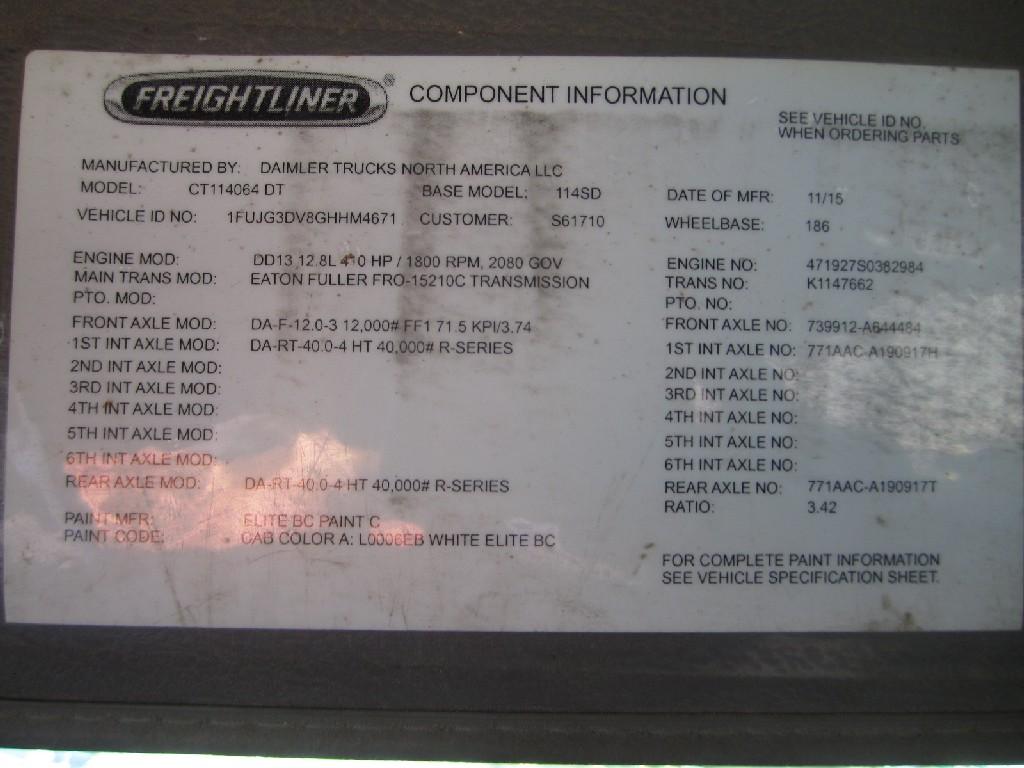 FREIGHTLINER ® COMPONENT INFORMATION
SEE VEHICLE ID NO.
WHEN ORDERING PARTS
MANUFACTURED BY: DAIMLER TRUCKS NORTH AMERICA LLC
MODEL: CT114064 DT BASE MODEL: 114SD DATE OF MFR: 11/15
VEHICLE ID NO: 1FUJG3DV8GHHM4671 CUSTOMER: S61710 WHEELBASE: 186
ENGINE MOD: DD13 12.8L 410 HP / 1800 RPM, 2080 GOV ENGINE NO: 471927S0382984
MAIN TRANS MOD: EATON FULLER FRO-15210C TRANSMISSION TRANS NO: K1147662
PTO. MOD: PTO. NO:
FRONT AXLE MOD: DA-F-12.0-3 12,000# FF1 71.5 KPI/3.74 FRONT AXLE NO: 739912-A644484
1ST INT AXLE MOD: DA-RT-40.0-4 HT 40,000# R-SERIES 1ST INT AXLE NO: 771AAC-A190917H
2ND INT AXLE MOD: 2ND INT AXLE NO:
3RD INT AXLE MOD: 3RD INT AXLE NO:
4TH INT AXLE MOD: 4TH INT AXLE NO:
5TH INT AXLE MOD: 5TH INT AXLE NO:
6TH INT AXLE MOD: 6TH INT AXLE NO:
REAR AXLE MOD: DA-RT-40.0-4 HT 40,000# R-SERIES REAR AXLE NO: 771AAC-A190917T
RATIO: 3.42
PAINT MFR: ELITE BC PAINT C
PAINT CODE: CAB COLOR A: L0006EB WHITE ELITE BC
FOR COMPLETE PAINT INFORMATION
SEE VEHICLE SPECIFICATION SHEET.